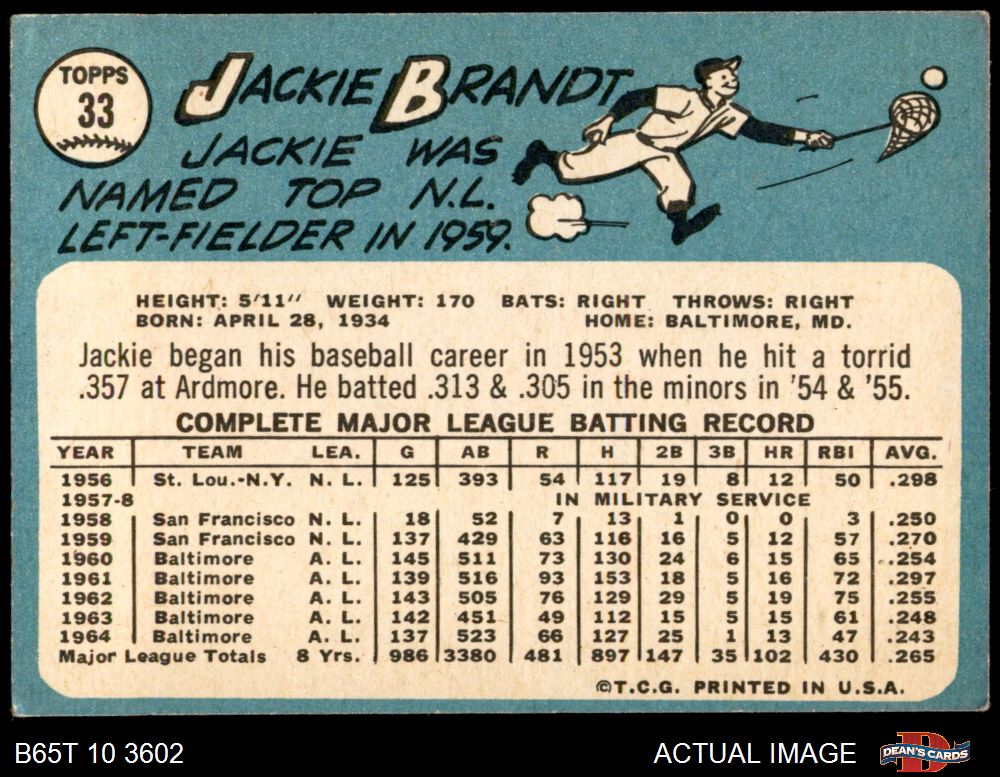 TOPPS
33
JACKIE BRANDT
JACKIE WAS
NAMED TOP N.L.
LEFT-FIELDER IN 1959.
HEIGHT: 5'11" WEIGHT: 170 BATS: RIGHT THROWS: RIGHT
BORN: APRIL 28, 1934 HOME: BALTIMORE, MD.
Jackie began his baseball career in 1953 when he hit a torrid
.357 at Ardmore. He batted .313 & .305 in the minors in '54 & '55.
COMPLETE MAJOR LEAGUE BATTING RECORD
YEAR TEAM LEA. G AB R H 2B 3B HR RBI AVG.
1956 St. Lou.-N.Y. N. L. 125 393 54 117 19 8 12 50 .298
1957-8 IN MILITARY SERVICE
1958 San Francisco N. L. 18 52 7 13 1 0 0 3 .250
1959 San Francisco N. L. 137 429 63 116 16 5 12 57 .270
1960 Baltimore A. L. 145 511 73 130 24 6 15 65 .254
1961 Baltimore A. L. 139 516 93 153 18 5 16 72 .297
1962 Baltimore A. L. 143 505 76 129 29 5 19 75 .255
1963 Baltimore A. L. 142 451 49 112 15 5 15 61 .248
1964 Baltimore A. L. 137 523 66 127 25 1 13 47 .243
Major League Totals 8 Yrs. 986 3380 481 897 147 35 102 430 .265
©T.C.G. PRINTED IN U.S.A.
B65T 10 3602 ACTUAL IMAGE DEAN'S CARDS